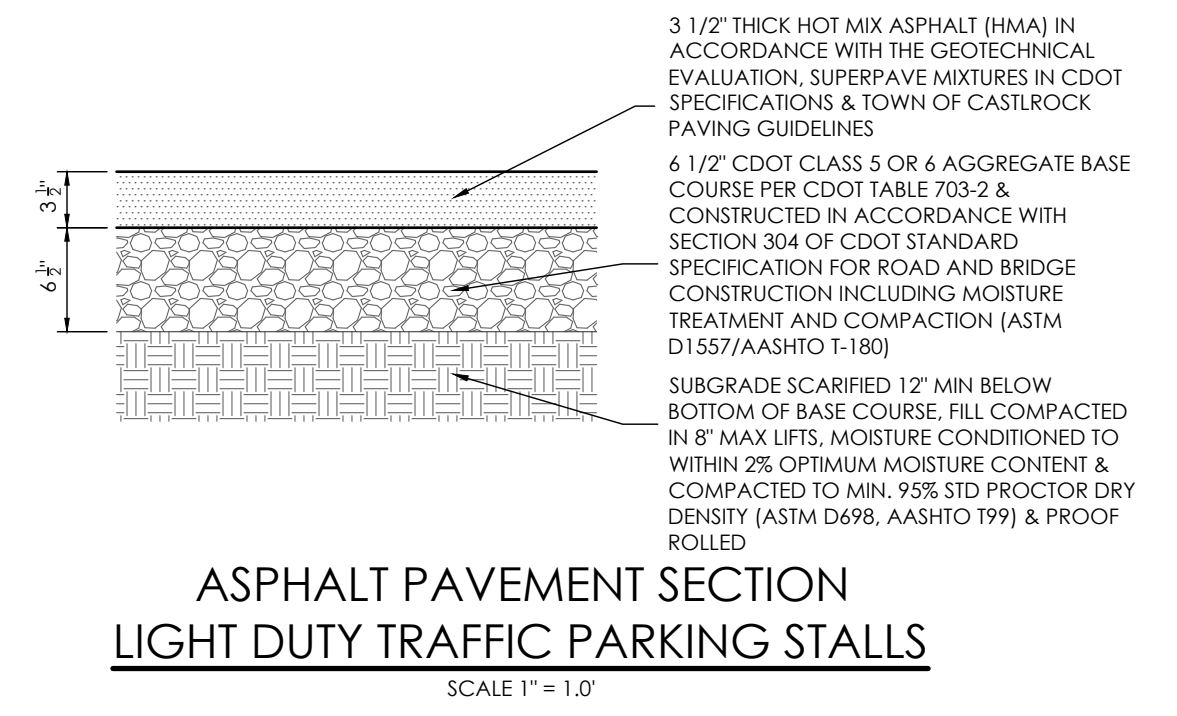 3 1/2" THICK HOT MIX ASPHALT (HMA) IN
ACCORDANCE WITH THE GEOTECHNICAL
EVALUATION, SUPERPAVE MIXTURES IN CDOT
SPECIFICATIONS & TOWN OF CASTLROCK
PAVING GUIDELINES
3 1/2"
6 1/2" CDOT CLASS 5 OR 6 AGGREGATE BASE
COURSE PER CDOT TABLE 703-2 &
CONSTRUCTED IN ACCORDANCE WITH
SECTION 304 OF CDOT STANDARD
SPECIFICATION FOR ROAD AND BRIDGE
CONSTRUCTION INCLUDING MOISTURE
TREATMENT AND COMPACTION (ASTM
D1557/AASHTO T-180)
6 1/2"
SUBGRADE SCARIFIED 12" MIN BELOW
BOTTOM OF BASE COURSE, FILL COMPACTED
IN 8" MAX LIFTS, MOISTURE CONDITIONED TO
WITHIN 2% OPTIMUM MOISTURE CONTENT &
COMPACTED TO MIN. 95% STD PROCTOR DRY
DENSITY (ASTM D698, AASHTO T99) & PROOF
ROLLED
ASPHALT PAVEMENT SECTION
LIGHT DUTY TRAFFIC PARKING STALLS
SCALE 1" = 1.0'